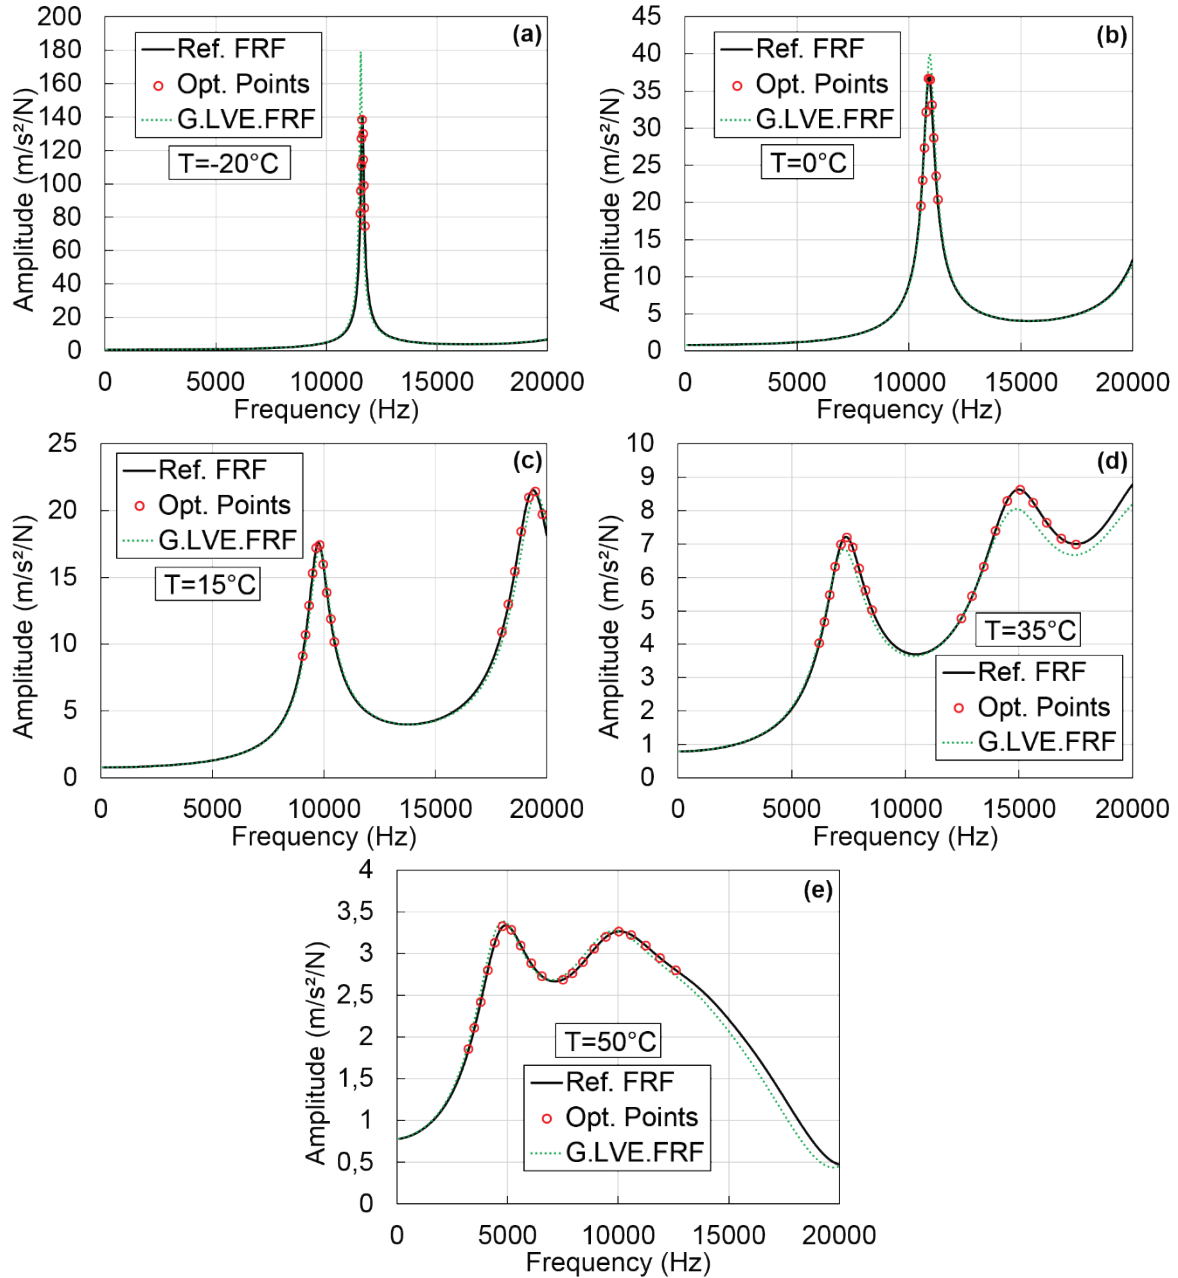 (a)
Ref. FRF
Opt. Points
G.LVE.FRF
T=-20°C
Amplitude (m/s²/N)
200
180
160
140
120
100
80
60
40
20
0
0 5000 10000 15000 20000
Frequency (Hz)
(b)
Ref. FRF
Opt. Points
G.LVE.FRF
T=0°C
Amplitude (m/s²/N)
45
40
35
30
25
20
15
10
5
0
0 5000 10000 15000 20000
Frequency (Hz)
(c)
Ref. FRF
Opt. Points
G.LVE.FRF
T=15°C
Amplitude (m/s²/N)
25
20
15
10
5
0
0 5000 10000 15000 20000
Frequency (Hz)
(d)
T=35°C
Ref. FRF
Opt. Points
G.LVE.FRF
Amplitude (m/s²/N)
10
9
8
7
6
5
4
3
2
1
0
0 5000 10000 15000 20000
Frequency (Hz)
(e)
T=50°C
Ref. FRF
Opt. Points
G.LVE.FRF
Amplitude (m/s²/N)
4
3,5
3
2,5
2
1,5
1
0,5
0
0 5000 10000 15000 20000
Frequency (Hz)